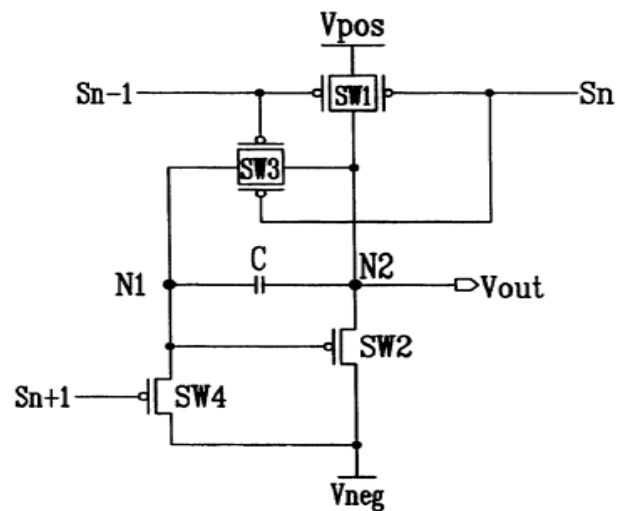 Vpos
Sn-1
SW1
Sn
SW3
C
N1
N2
Vout
SW2
Sn+1
SW4
Vneg